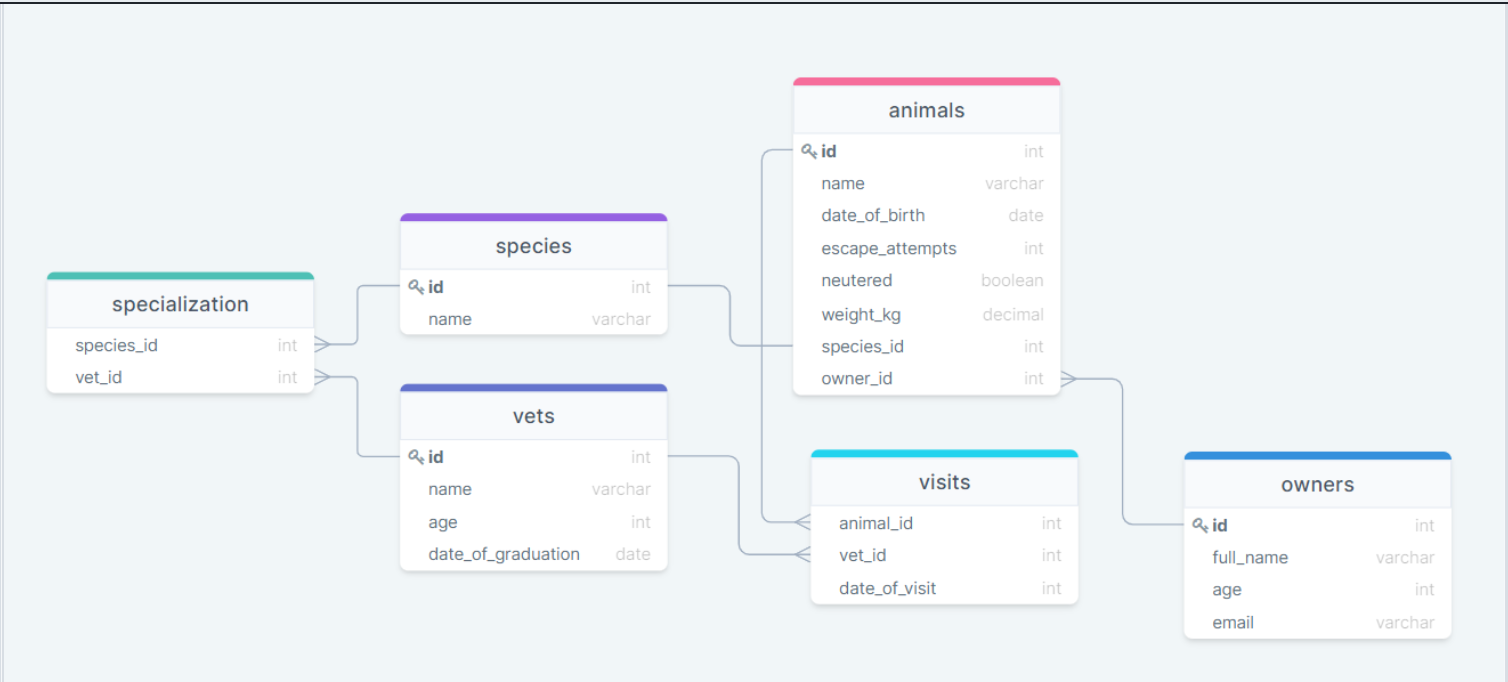 animals
id int
name varchar
date_of_birth date
escape_attempts int
neutered boolean
weight_kg decimal
species_id int
owner_id int
species
id int
name varchar
specialization
species_id int
vet_id int
vets
id int
name varchar
age int
date_of_graduation date
visits
animal_id int
vet_id int
date_of_visit int
owners
id int
full_name varchar
age int
email varchar